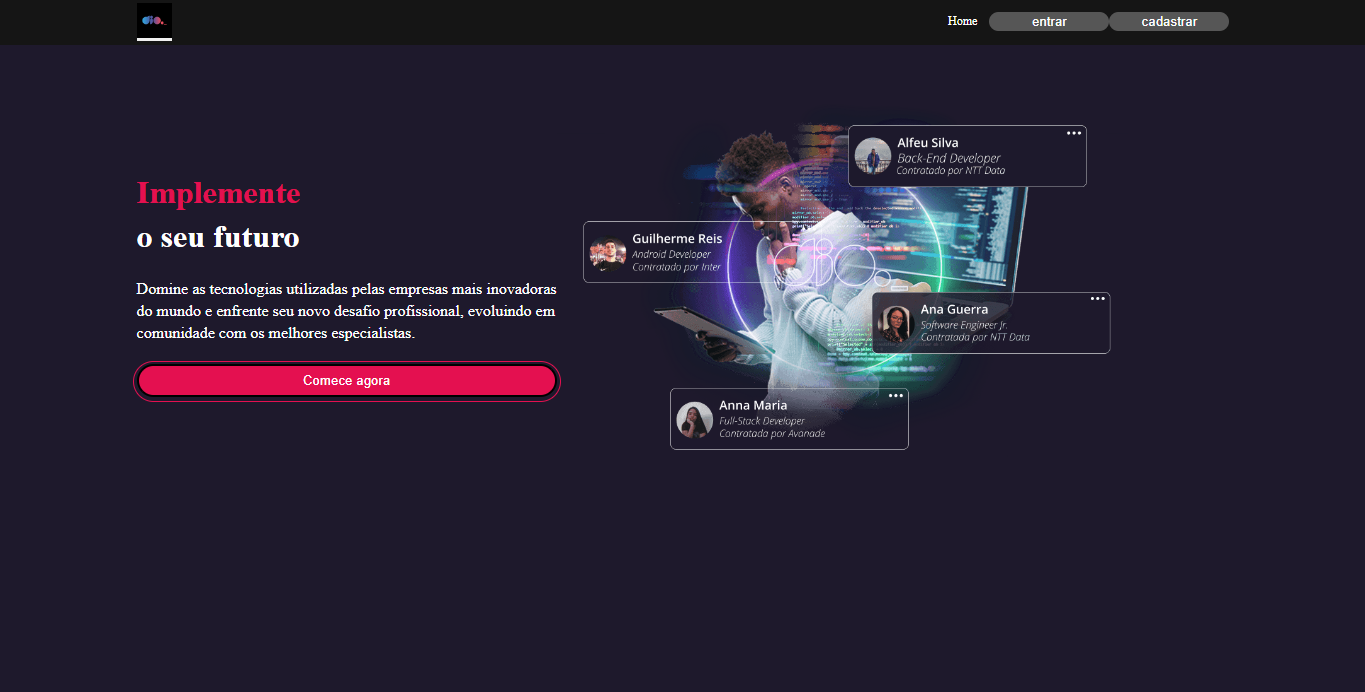 dio.
Home
entrar
cadastrar
Implemente
o seu futuro
Domine as tecnologias utilizadas pelas empresas mais inovadoras
do mundo e enfrente seu novo desafio profissional, evoluindo em
comunidade com os melhores especialistas.
Comece agora
Alfeu Silva
Back-End Developer
Contratado por NTT Data
Guilherme Reis
Android Developer
Contratado por Inter
dio.
Ana Guerra
Software Engineer Jr.
Contratada por NTT Data
Anna Maria
Full-Stack Developer
Contratada por Avanade